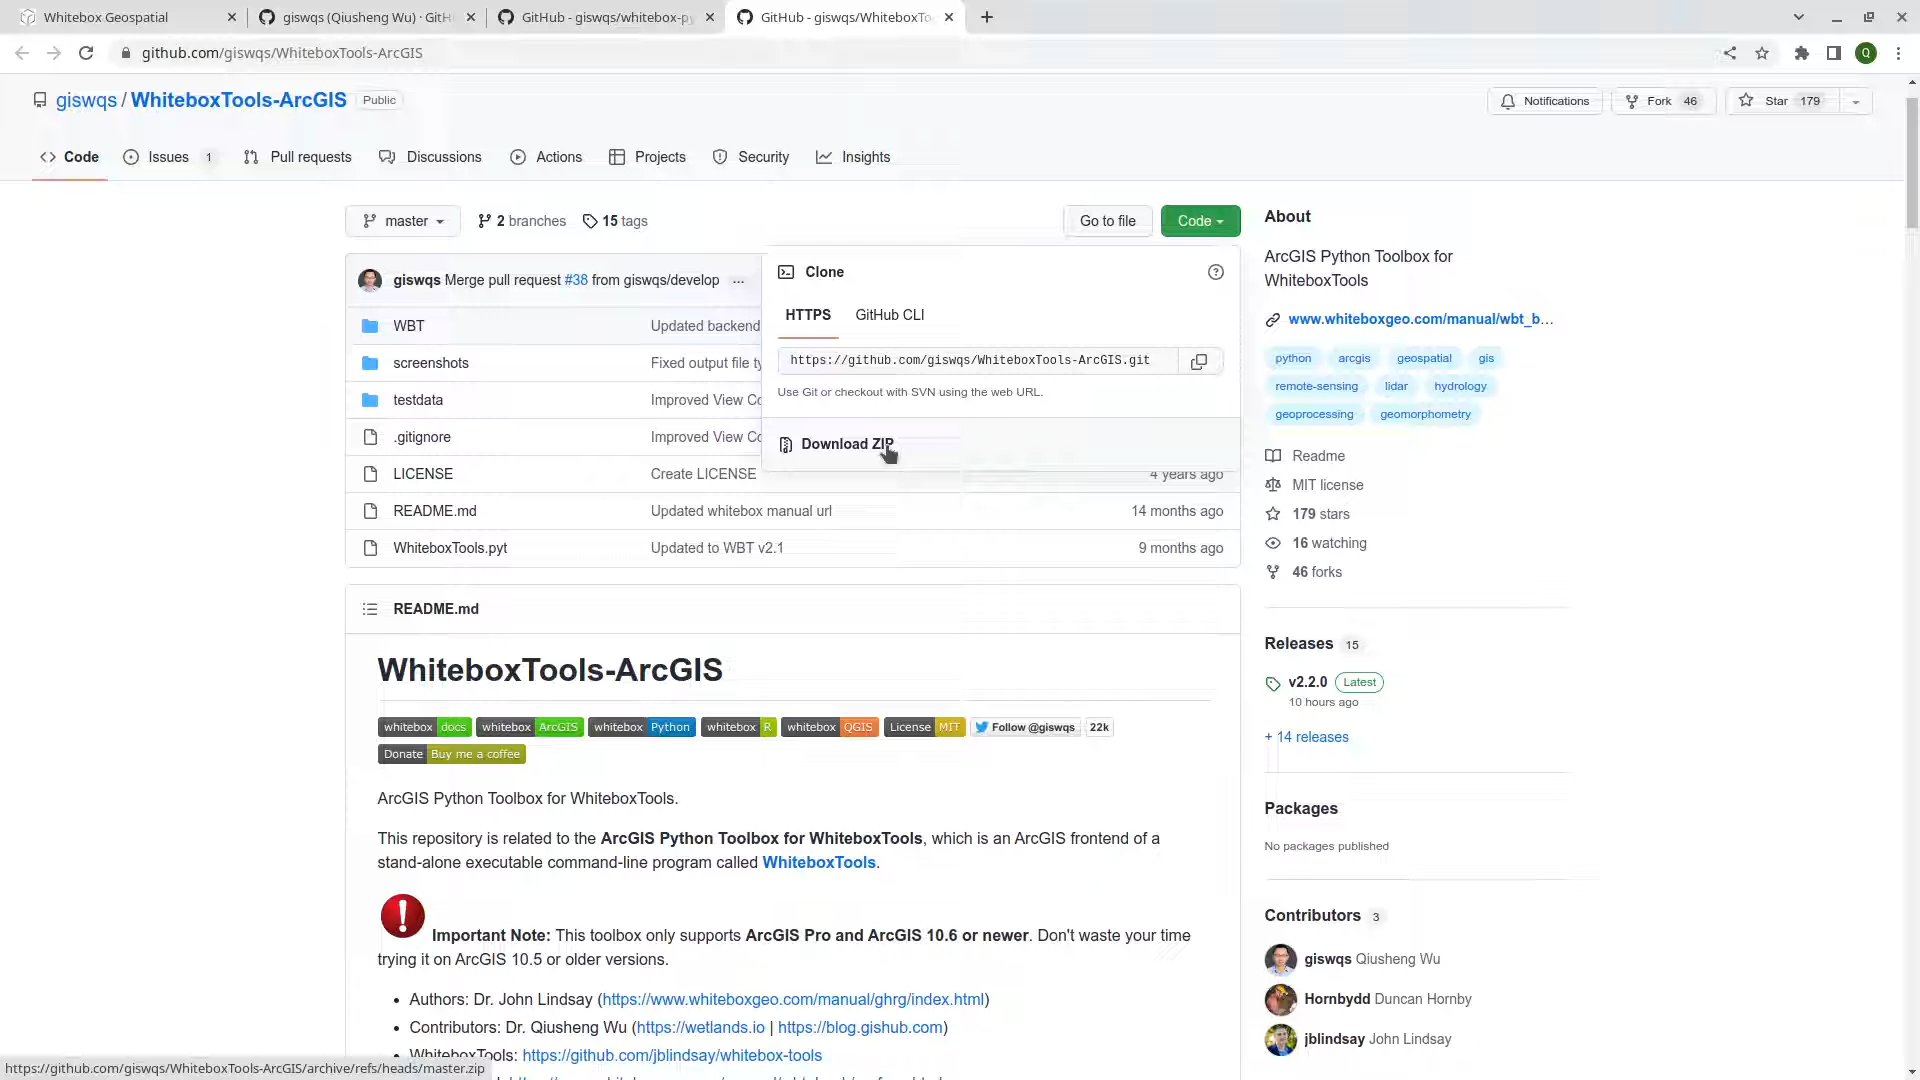 Whitebox Geospatial
giswqs (Qiusheng Wu) · GitH
GitHub - giswqs/whitebox-py
GitHub - giswqs/WhiteboxTo
github.com/giswqs/WhiteboxTools-ArcGIS
Q
giswqs / WhiteboxTools-ArcGIS Public
Notifications
Fork 46
Star 179
Code
Issues 1
Pull requests
Discussions
Actions
Projects
Security
Insights
master
2 branches
15 tags
Go to file
Code
giswqs Merge pull request #38 from giswqs/develop ...
WBT Updated backend
screenshots Fixed output file ty
testdata Improved View Co
.gitignore Improved View Co
LICENSE Create LICENSE 4 years ago
README.md Updated whitebox manual url 14 months ago
WhiteboxTools.pyt Updated to WBT v2.1 9 months ago
Clone
HTTPS GitHub CLI
https://github.com/giswqs/WhiteboxTools-ArcGIS.git
Use Git or checkout with SVN using the web URL.
Download ZIP
README.md
WhiteboxTools-ArcGIS
whitebox docs whitebox ArcGIS whitebox Python whitebox R whitebox QGIS License MIT Follow @giswqs 22k
Donate Buy me a coffee
ArcGIS Python Toolbox for WhiteboxTools.
This repository is related to the ArcGIS Python Toolbox for WhiteboxTools, which is an ArcGIS frontend of a
stand-alone executable command-line program called WhiteboxTools.
Important Note: This toolbox only supports ArcGIS Pro and ArcGIS 10.6 or newer. Don't waste your time
trying it on ArcGIS 10.5 or older versions.
• Authors: Dr. John Lindsay (https://www.whiteboxgeo.com/manual/ghrg/index.html)
• Contributors: Dr. Qiusheng Wu (https://wetlands.io | https://blog.gishub.com)
• WhiteboxTools: https://github.com/jblindsay/whitebox-tools
About
ArcGIS Python Toolbox for
WhiteboxTools
www.whiteboxgeo.com/manual/wbt_b...
python arcgis geospatial gis
remote-sensing lidar hydrology
geoprocessing geomorphometry
Readme
MIT license
179 stars
16 watching
46 forks
Releases 15
v2.2.0 Latest
10 hours ago
+ 14 releases
Packages
No packages published
Contributors 3
giswqs Qiusheng Wu
Hornbydd Duncan Hornby
jblindsay John Lindsay
https://github.com/giswqs/WhiteboxTools-ArcGIS/archive/refs/heads/master.zip